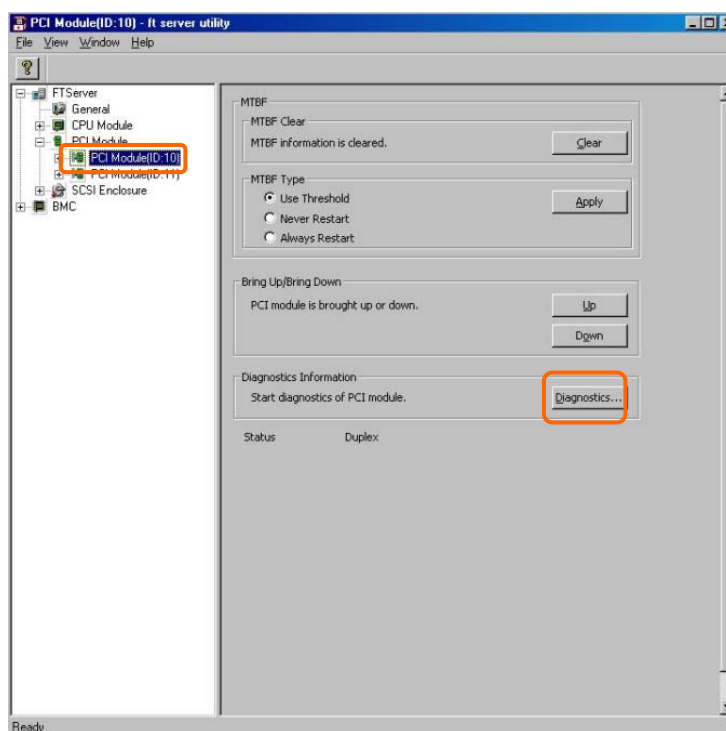 PCI Module(ID:10) - ft server utility
File View Window Help
FTServer
General
CPU Module
PCI Module
PCI Module(ID:10)
PCI Module(ID:11)
SCSI Enclosure
BMC
MTBF
MTBF Clear
MTBF information is cleared.
Clear
MTBF Type
Use Threshold
Never Restart
Always Restart
Apply
Bring Up/Bring Down
PCI module is brought up or down.
Up
Down
Diagnostics Information
Start diagnostics of PCI module.
Diagnostics...
Status Duplex
Ready